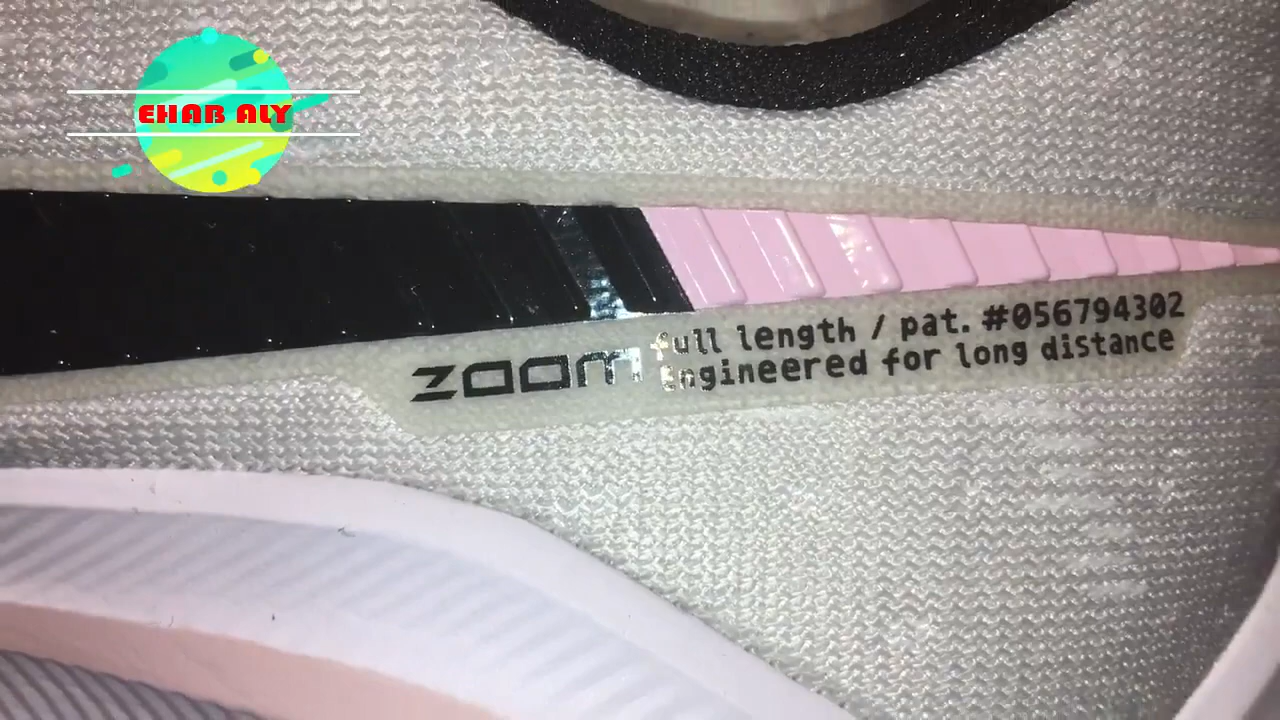 EHAB ALY
zoom
full length / pat. #056794302
Engineered for long distance